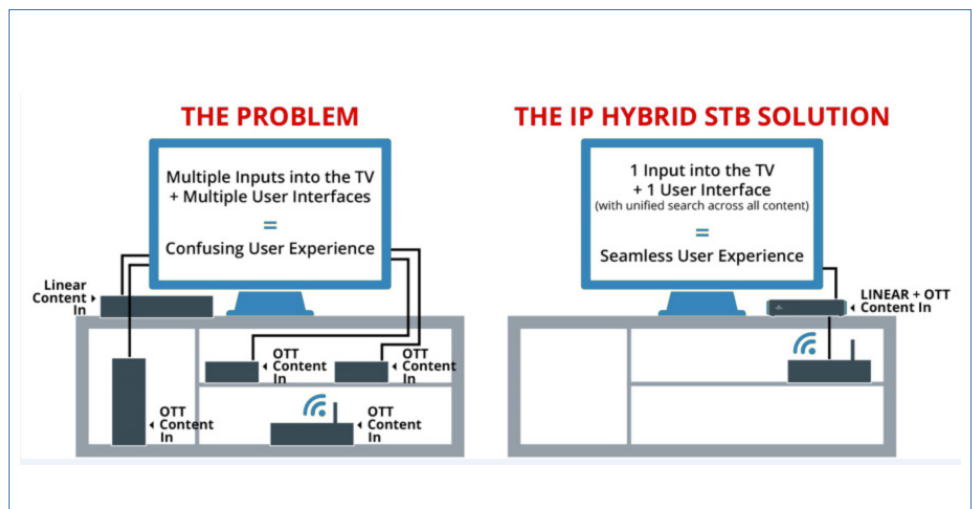 THE PROBLEM
Multiple Inputs into the TV
+ Multiple User Interfaces
=
Confusing User Experience
Linear
Content
In
OTT
Content
In
OTT
Content
In
OTT
Content
In
OTT
Content
In
THE IP HYBRID STB SOLUTION
1 Input into the TV
+ 1 User Interface
(with unified search across all content)
=
Seamless User Experience
LINEAR + OTT
Content In